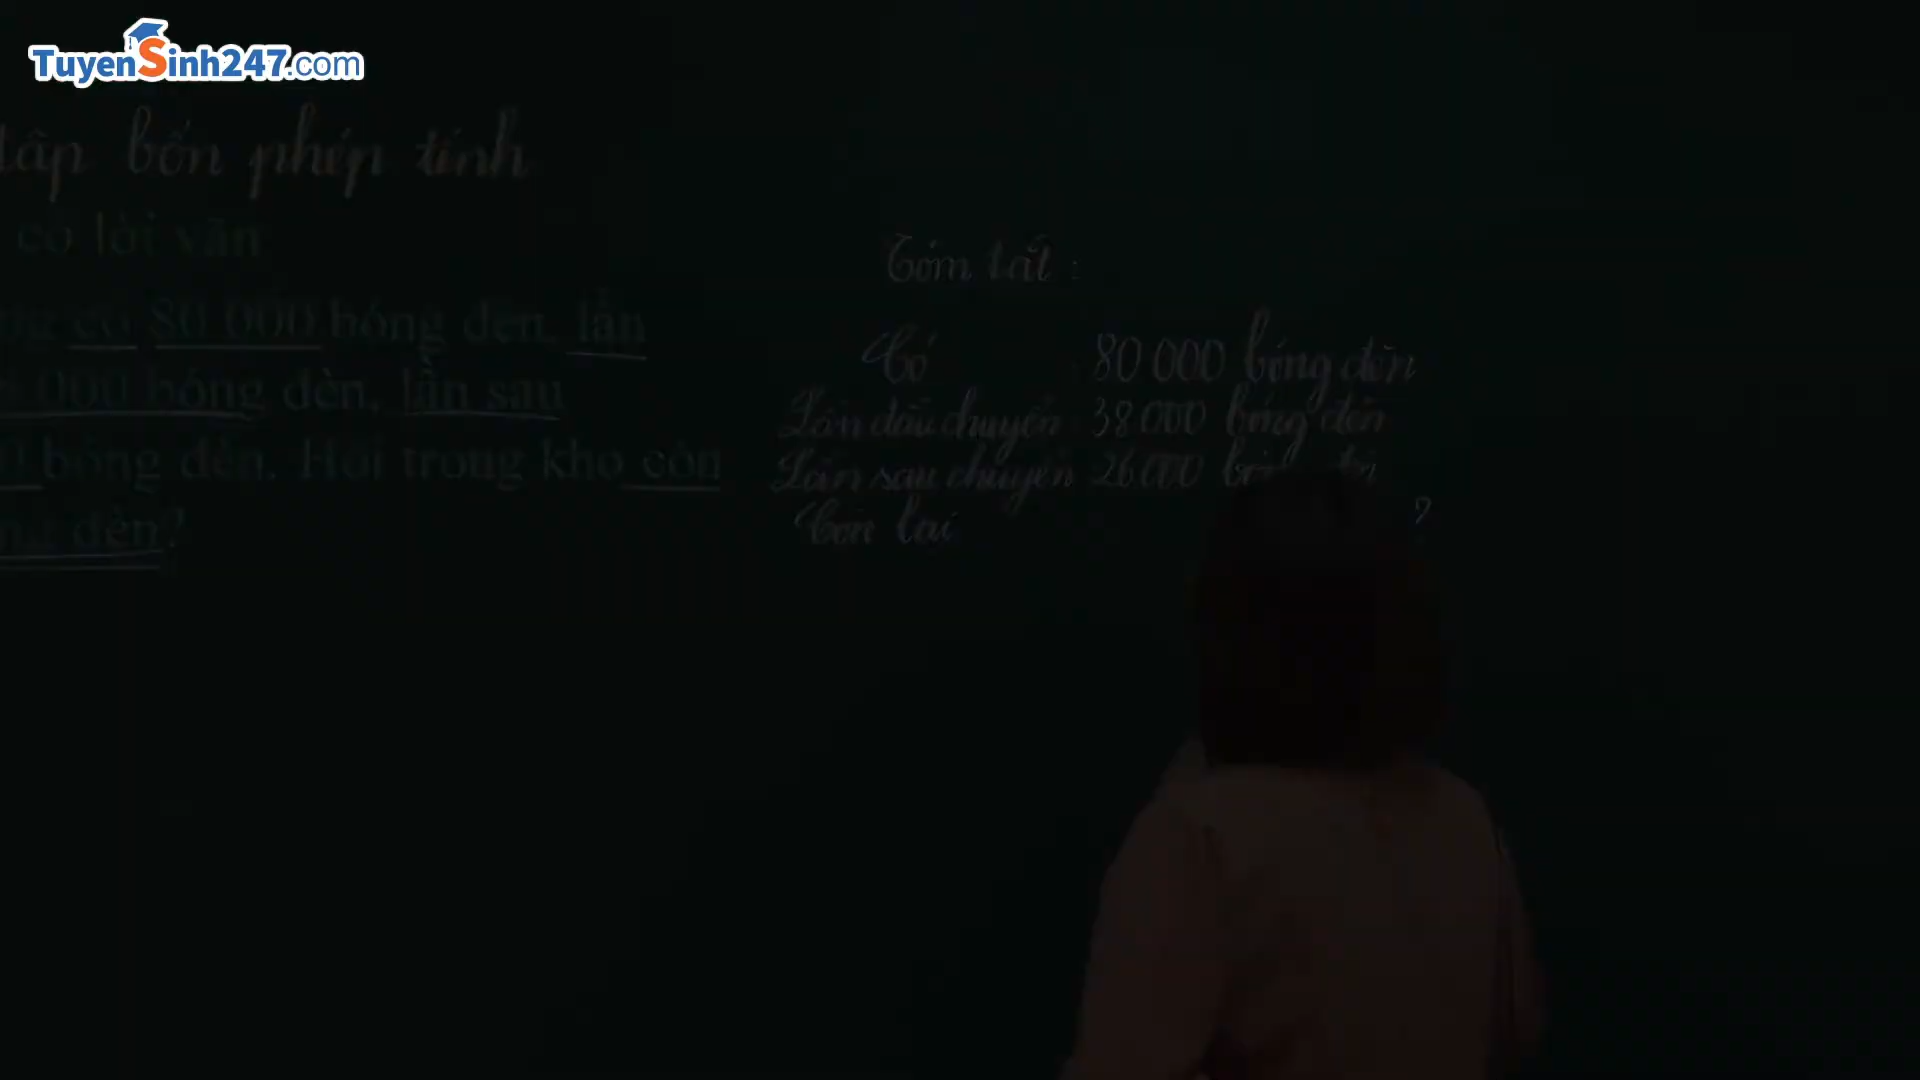 TuyenSinh247.com
tập bốn phép tính
có lời văn
có 80 000 bóng đèn, lần
000 bóng đèn, lần sau
0 bóng đèn. Hỏi trong kho còn
đèn?
Tóm tắt :
Có : 80 000 bóng đèn
Lần đầu chuyển : 38 000 bóng đèn
Lần sau chuyển : 26 000
Còn lại ?